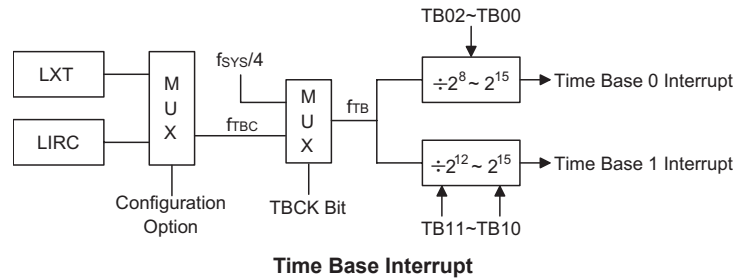 TB02~TB00
LXT
LIRC
M
U
X
fSYS/4
fTBC
M
U
X
fTB
÷2^8 ~ 2^15
Time Base 0 Interrupt
÷2^12 ~ 2^15
Time Base 1 Interrupt
Configuration
Option
TBCK Bit
TB11~TB10
Time Base Interrupt